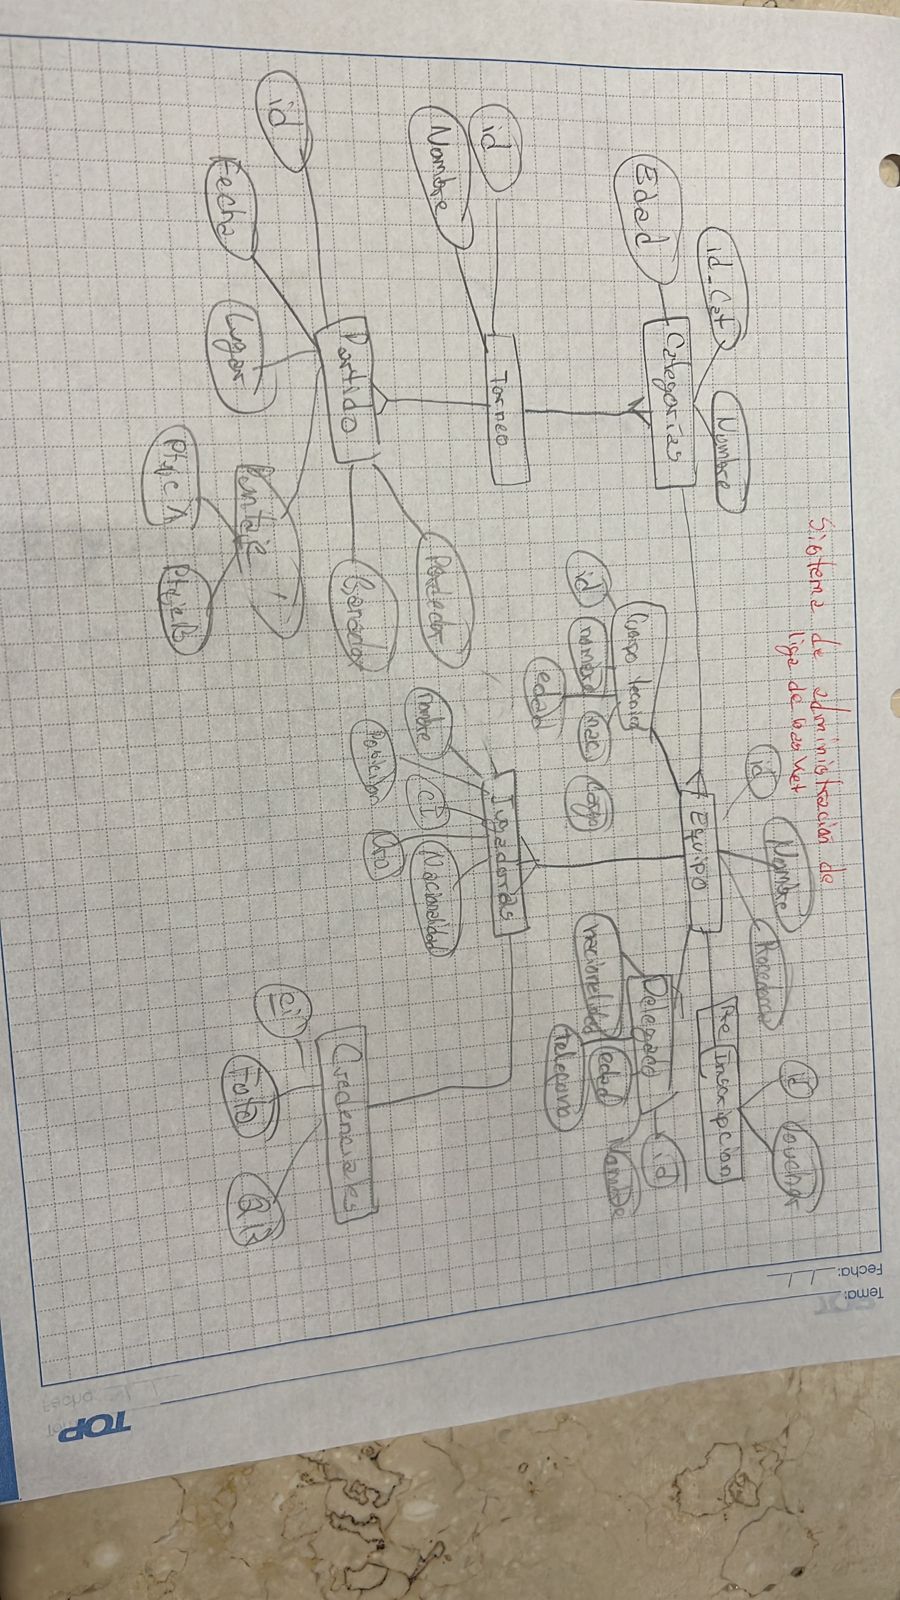 Tema:
Fecha: / /
Sistema de administracion de
liga de basket
id
Nombre
Procedencia
id
Voucher
id_Cat
Nombre
Pre Inscripcion
Equipo
Categorias
Edad
Cuerpo tecnico
Delegado
id
id
nombre
nac
Cargo
nacionalidad
edad
Nombre
edad
telefono
id
Torneo
Jugadores
Nombre
Perdedor
nombre
CI
Nacionalidad
Posicion
Nro
Partido
Ganador
Credenciales
id
ci
Fecha
Lugar
Puntaje
Foto
QR
Ptaje A
Ptaje B
TOP